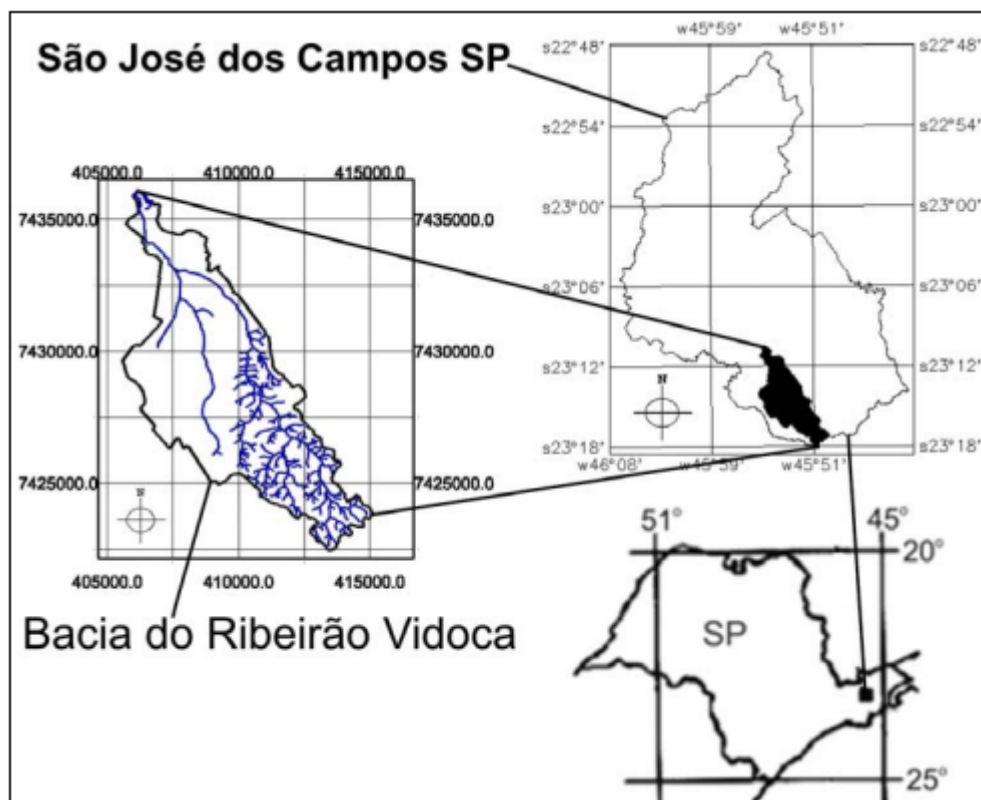 São José dos Campos SP
w45°59' w45°51'
s22°48' s22°48'
s22°54' s22°54'
s23°00' s23°00'
s23°06' s23°06'
s23°12' s23°12'
N
s23°18' s23°18'
w46°08' w45°59' w45°51'
405000.0 410000.0 415000.0
7435000.0 7435000.0
7430000.0 7430000.0
7425000.0 7425000.0
N
405000.0 410000.0 415000.0
Bacia do Ribeirão Vidoca
51° 45°
20°
SP
25°